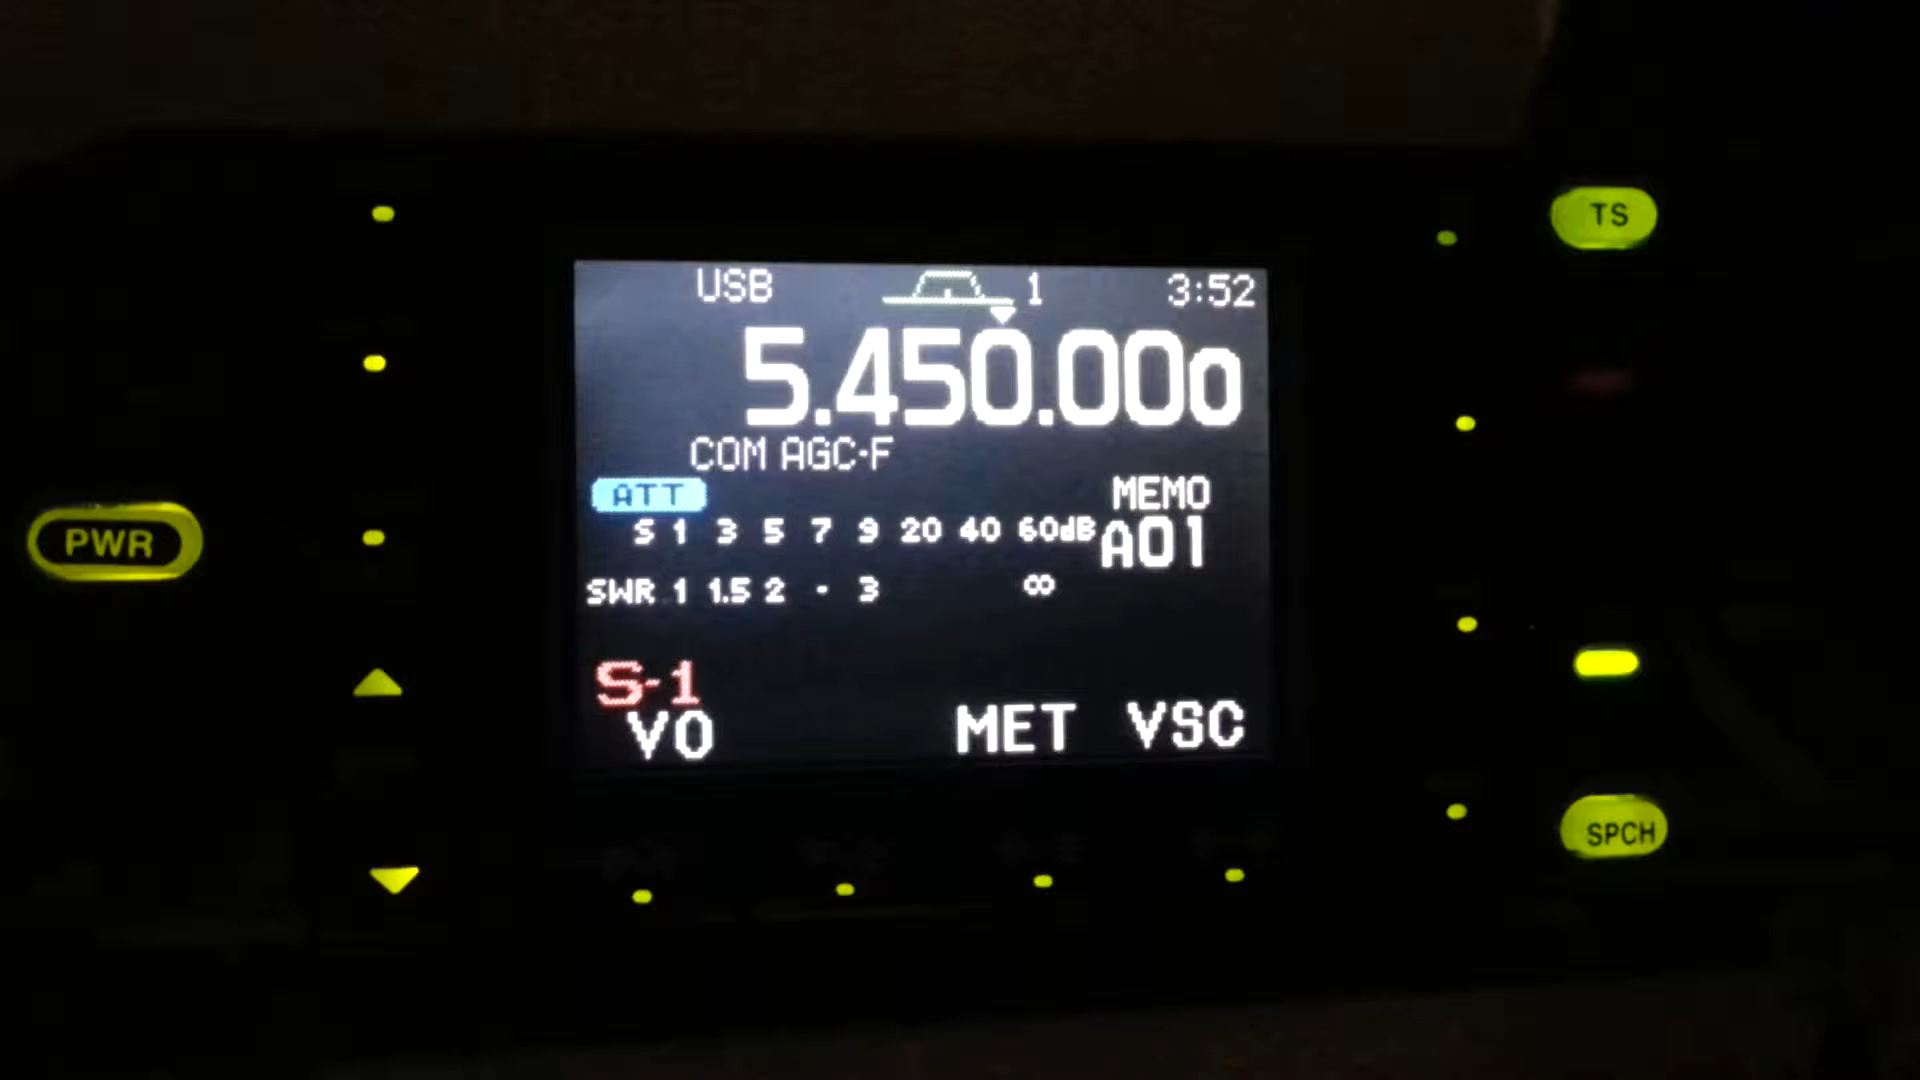 TS
USB 1 3:52
5.450.000
COM AGC-F
ATT MEMO
S 1 3 5 7 9 20 40 60dB A01
PWR
SWR 1 1.5 2 - 3 ∞
S-1
VO MET VSC
SPCH